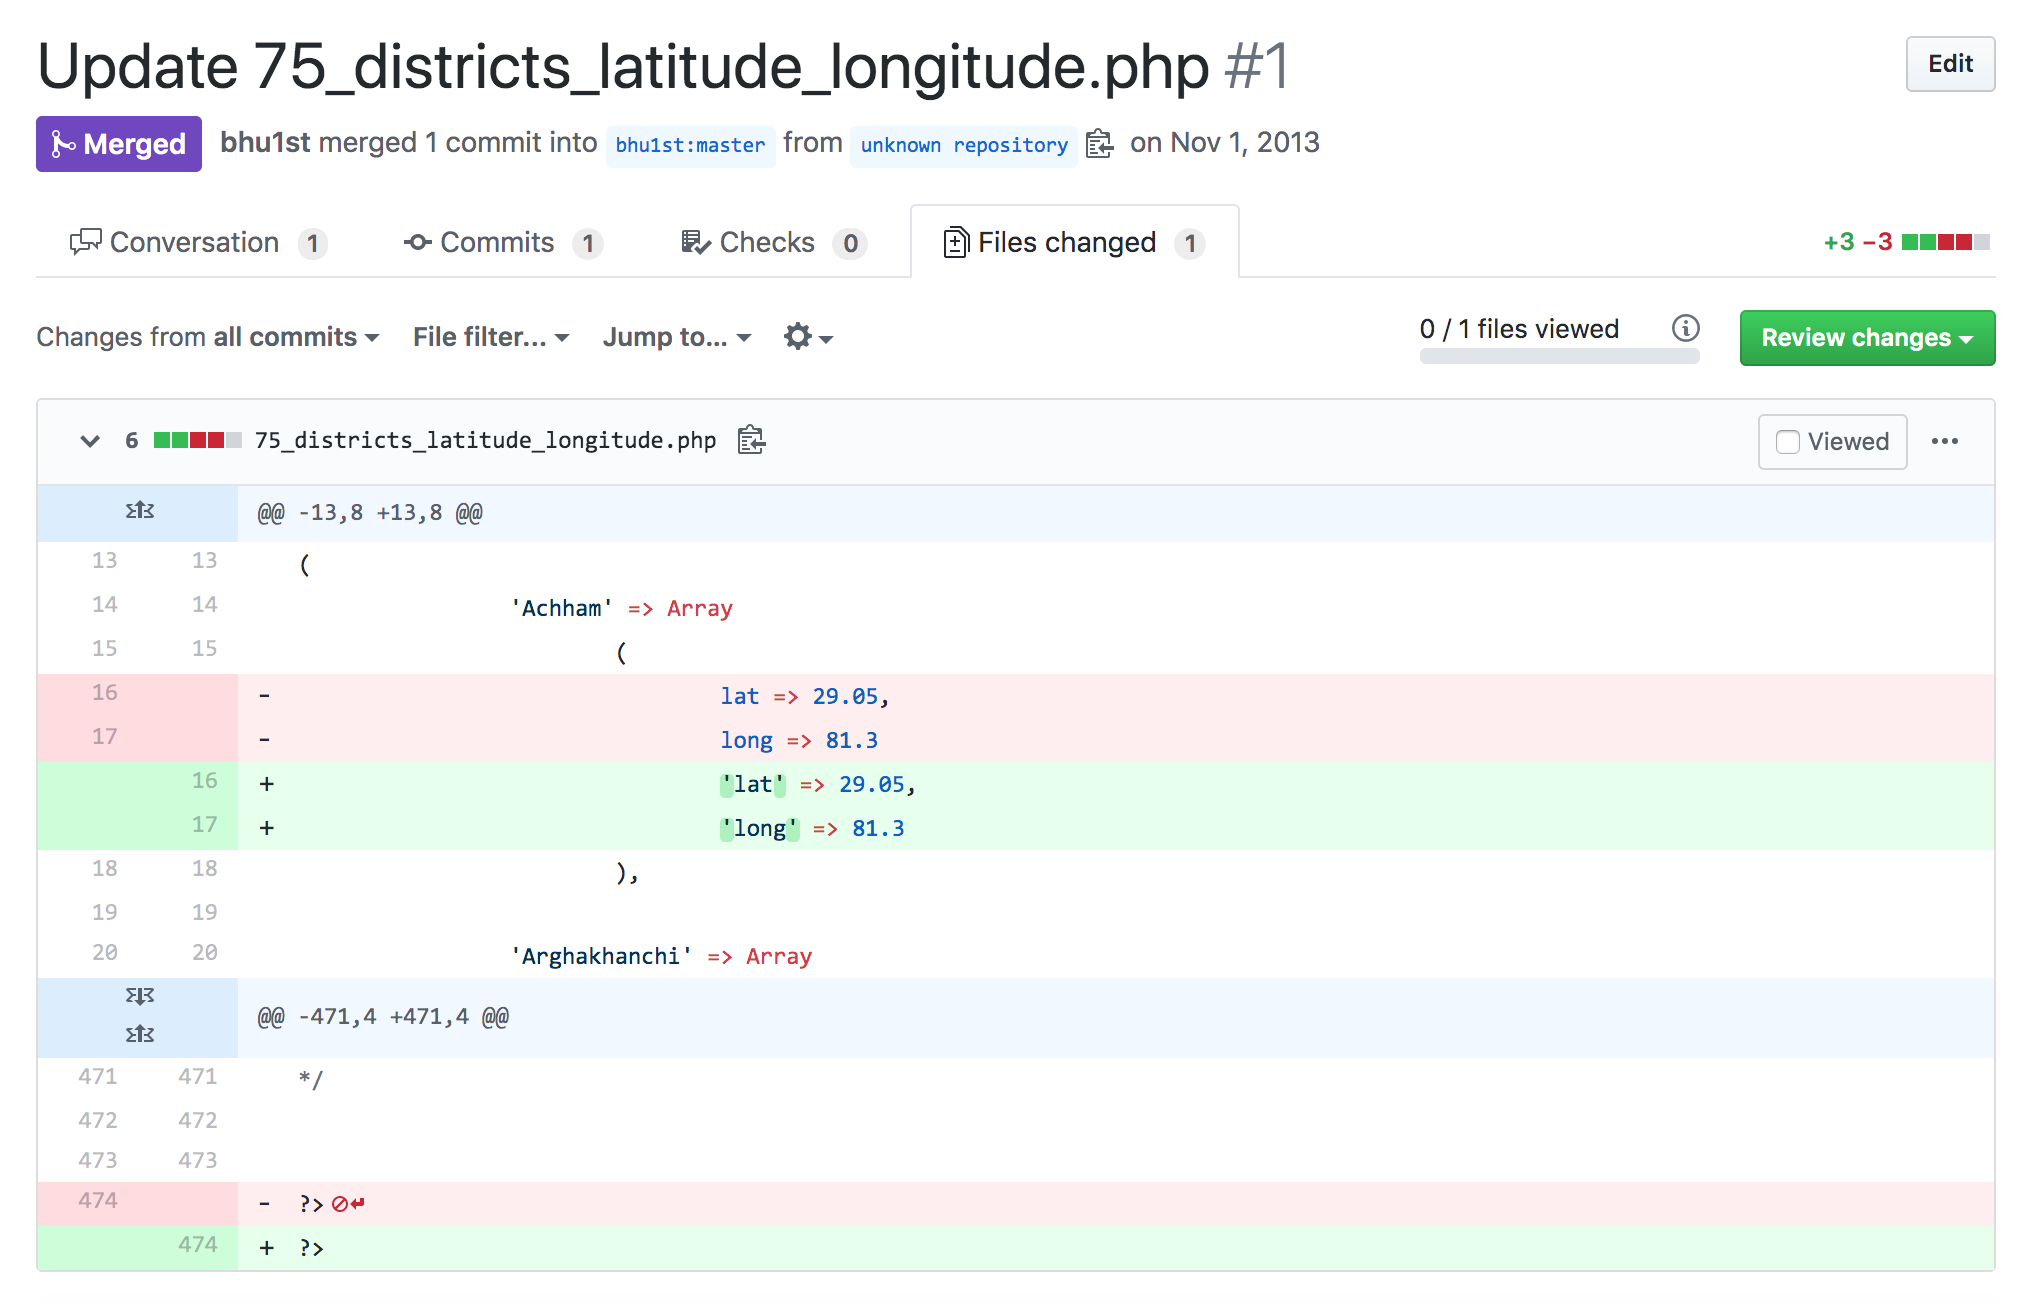 Update 75_districts_latitude_longitude.php #1
Edit
Merged bhu1st merged 1 commit into bhu1st:master from unknown repository on Nov 1, 2013
Conversation 1 Commits 1 Checks 0 Files changed 1 +3 −3
Changes from all commits File filter... Jump to... 0 / 1 files viewed Review changes
6 75_districts_latitude_longitude.php Viewed
@@ -13,8 +13,8 @@
13 13 (
14 14 'Achham' => Array
15 15 (
16 - lat => 29.05,
17 - long => 81.3
16 + 'lat' => 29.05,
17 + 'long' => 81.3
18 18 ),
19 19
20 20 'Arghakhanchi' => Array
@@ -471,4 +471,4 @@
471 471 */
472 472
473 473
474 - ?>
474 + ?>